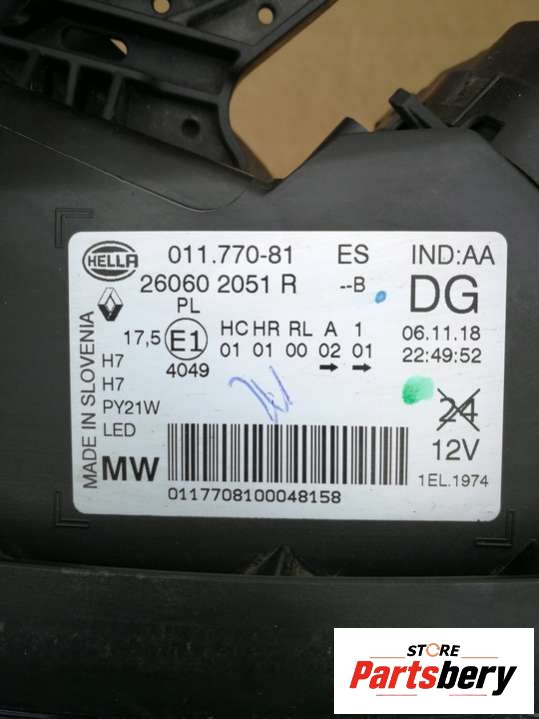 HELLA 011.770-81 ES IND:AA
26060 2051 R --B DG
PL
17,5 E1 HC HR RL A 1 06.11.18
4049 01 01 00 02 01 22:49:52
H7
H7
PY21W 24
LED 12V
MADE IN SLOVENIA
MW 1EL.1974
0117708100048158
STORE
Partsbery